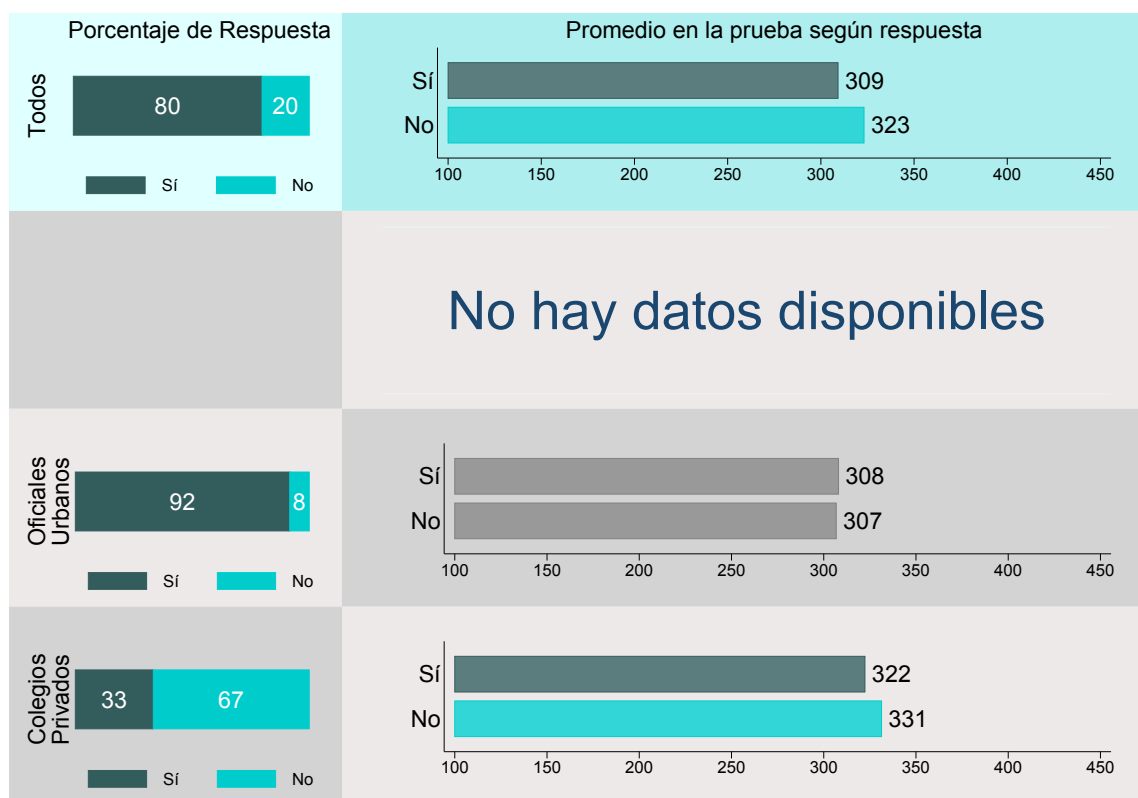 Porcentaje de Respuesta
Promedio en la prueba según respuesta
Todos
80 20
Sí No
Sí 309
No 323
100 150 200 250 300 350 400 450
No hay datos disponibles
Oficiales
Urbanos
92 8
Sí No
Sí 308
No 307
100 150 200 250 300 350 400 450
Colegios
Privados
33 67
Sí No
Sí 322
No 331
100 150 200 250 300 350 400 450